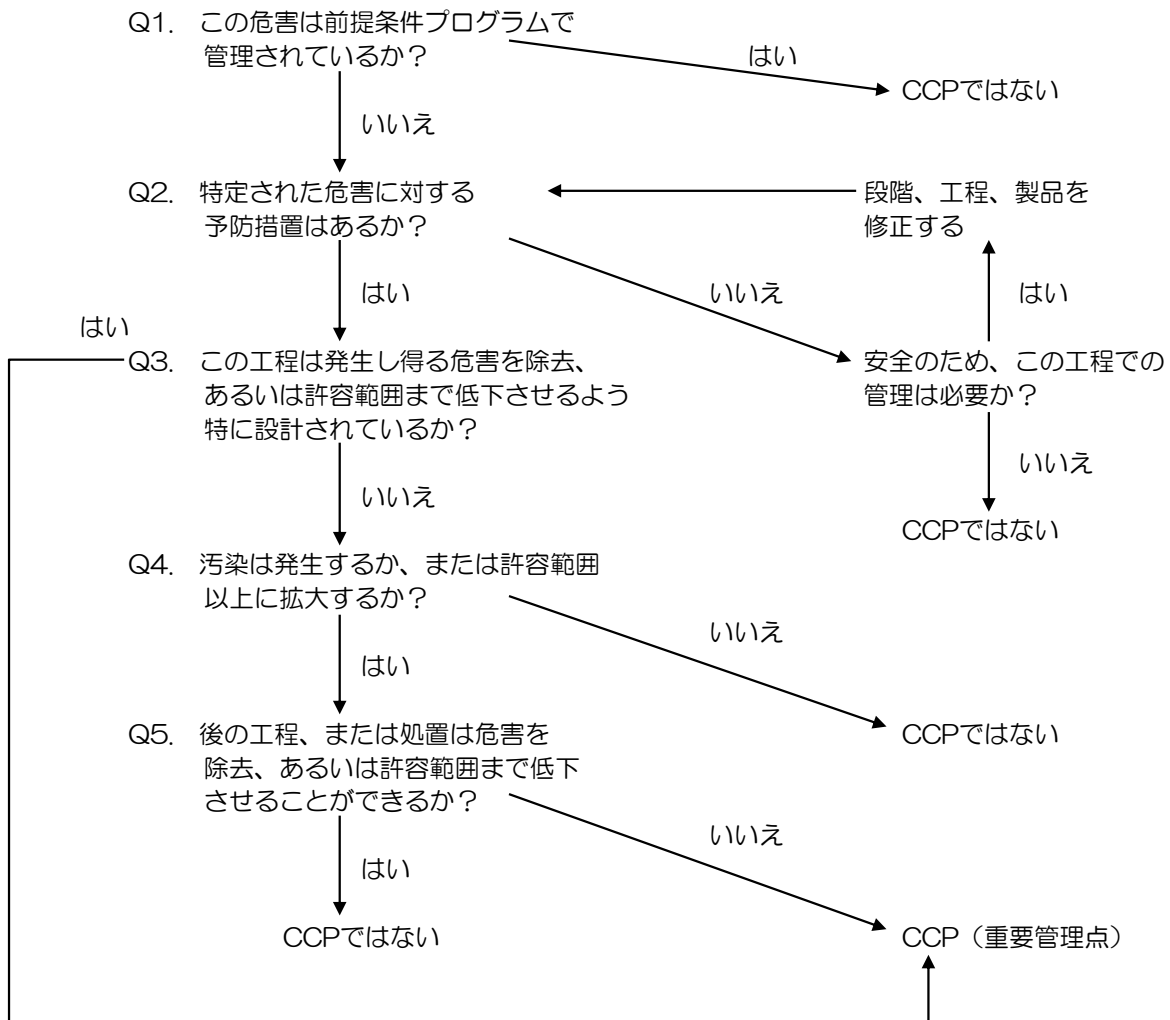 Q1. この危害は前提条件プログラムで
管理されているか？
はい
CCPではない
いいえ
Q2. 特定された危害に対する
予防措置はあるか？
段階、工程、製品を
修正する
はい
いいえ
はい
はい
Q3. この工程は発生し得る危害を除去、
あるいは許容範囲まで低下させるよう
特に設計されているか？
安全のため、この工程での
管理は必要か？
いいえ
いいえ
CCPではない
Q4. 汚染は発生するか、または許容範囲
以上に拡大するか？
いいえ
はい
CCPではない
Q5. 後の工程、または処置は危害を
除去、あるいは許容範囲まで低下
させることができるか？
いいえ
はい
CCPではない
CCP（重要管理点）